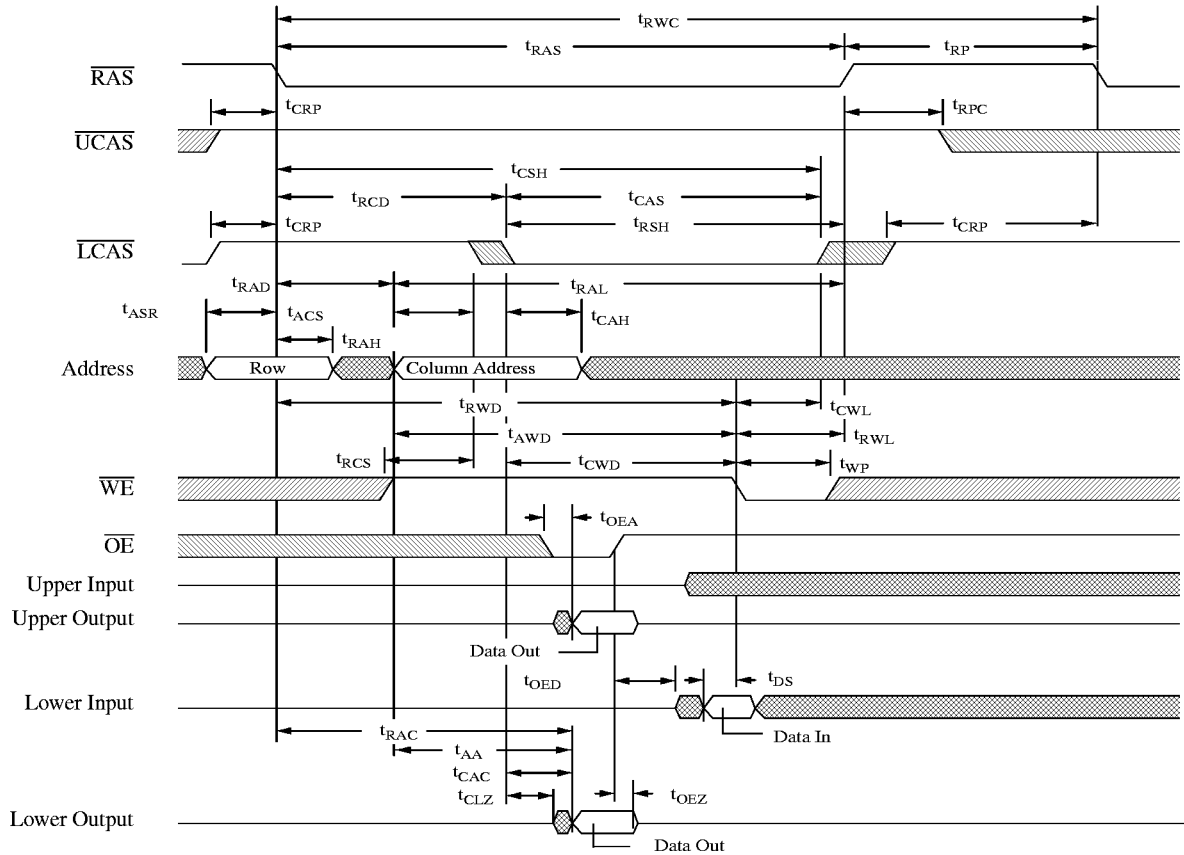 tRWC
tRAS
tRP
RAS
tCRP
tRPC
UCAS
tCSH
tRCD
tCAS
tCRP
tRSH
tCRP
LCAS
tRAD
tRAL
tASR
tACS
tCAH
tRAH
Address
Row
Column Address
tRWD
tCWL
tAWD
tRWL
tRCS
tCWD
tWP
WE
tOEA
OE
Upper Input
Upper Output
Data Out
tOED
tDS
Lower Input
tRAC
Data In
tAA
tCAC
tCLZ
tOEZ
Lower Output
Data Out